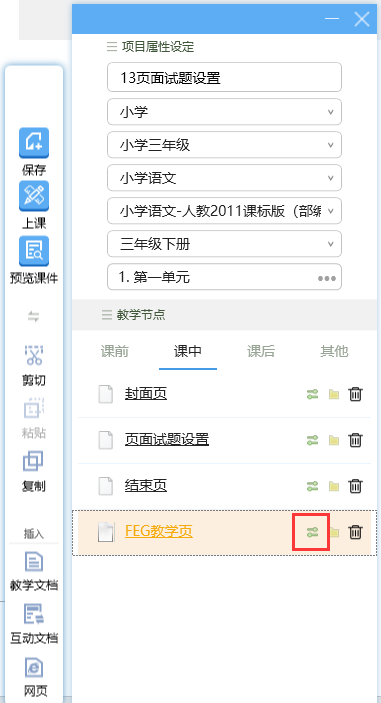 保存
上课
预览课件
剪切
粘贴
复制
插入
教学文档
互动文档
网页
项目属性设定
13页面试题设置
小学
小学三年级
小学语文
小学语文-人教2011课标版（部编
三年级下册
1. 第一单元
教学节点
课前 课中 课后 其他
封面页
页面试题设置
结束页
FEG教学页